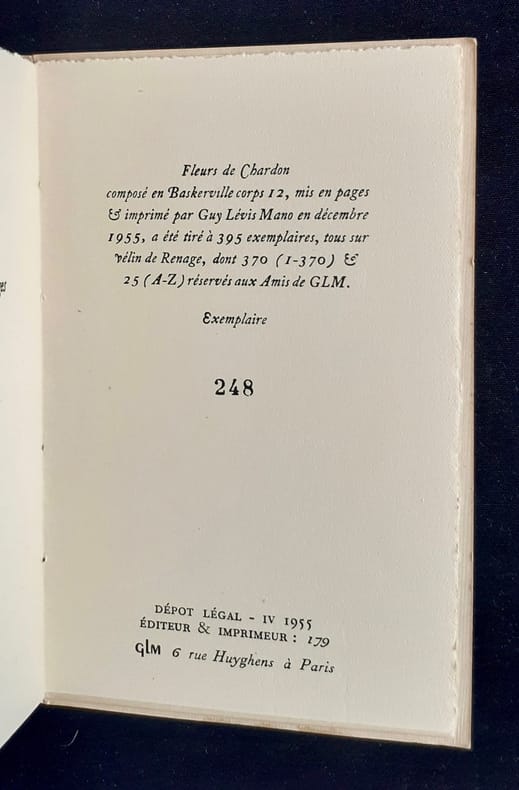 Fleurs de Chardon
composé en Baskerville corps 12, mis en pages
& imprimé par Guy Lévis Mano en décembre
1955, a été tiré à 395 exemplaires, tous sur
vélin de Renage, dont 370 (1-370) &
25 (A-Z) réservés aux Amis de GLM.
Exemplaire
248
DÉPOT LÉGAL - IV 1955
ÉDITEUR & IMPRIMEUR : 179
GLM 6 rue Huyghens à Paris